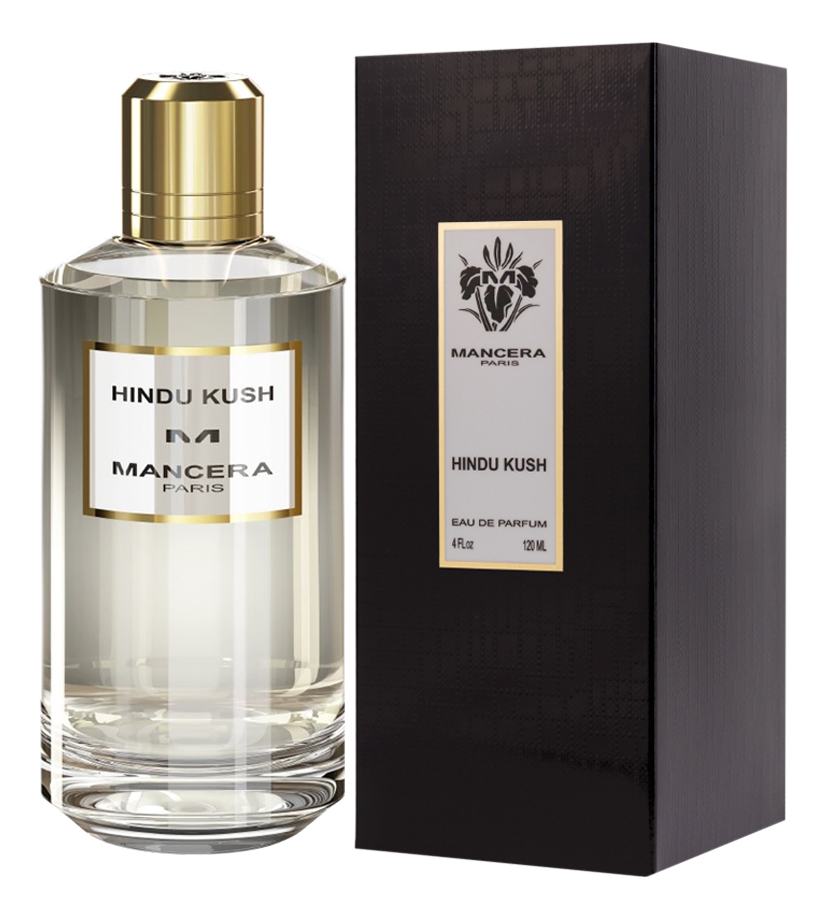 HINDU KUSH
M
MANCERA
PARIS
M
MANCERA
PARIS
HINDU KUSH
EAU DE PARFUM
4 FL.oz 120 ML